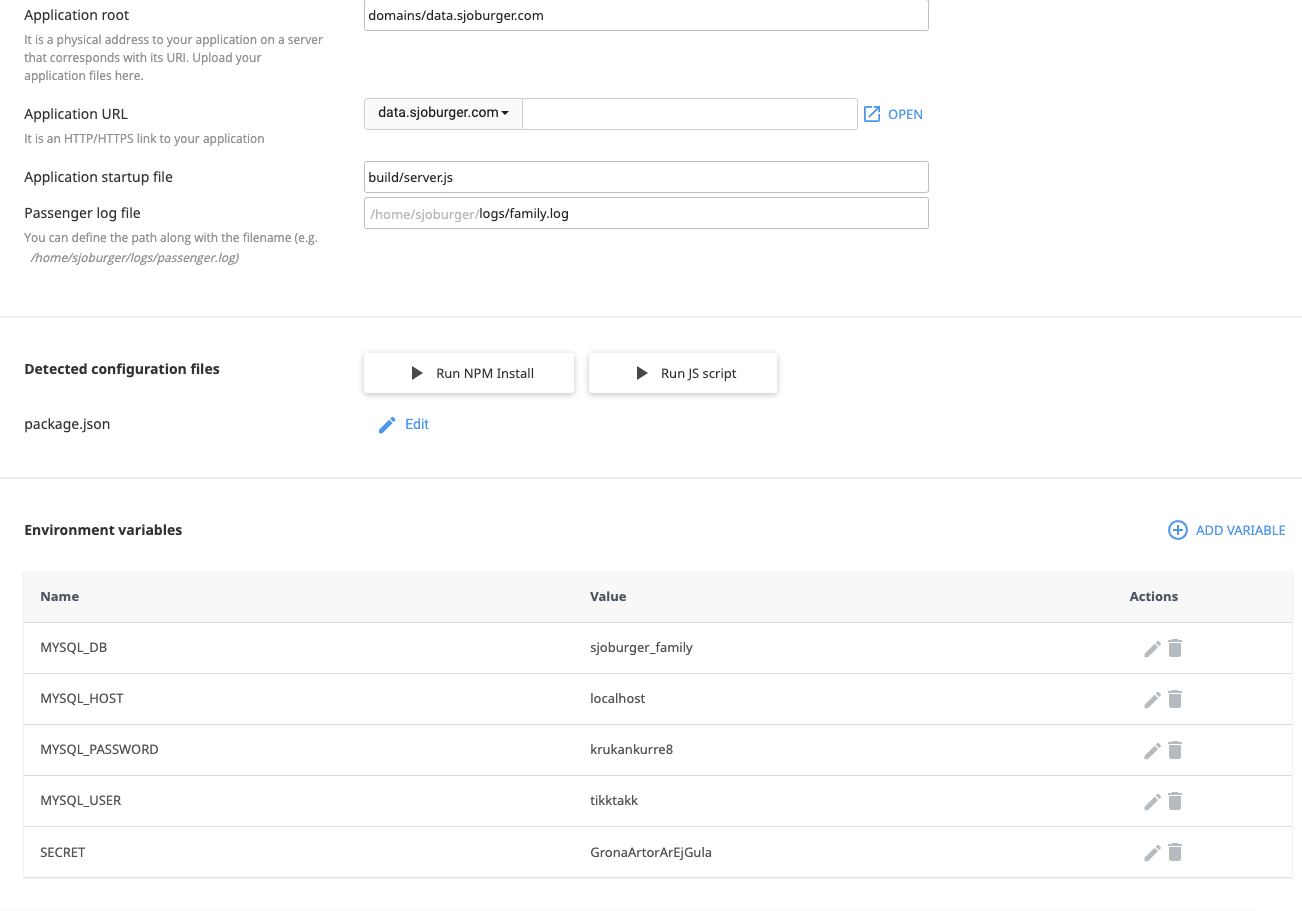 Application root
domains/data.sjoburger.com
It is a physical address to your application on a server
that corresponds with its URI. Upload your
application files here.
Application URL
data.sjoburger.com
OPEN
It is an HTTP/HTTPS link to your application
Application startup file
build/server.js
Passenger log file
/home/sjoburger/logs/family.log
You can define the path along with the filename (e.g.
/home/sjoburger/logs/passenger.log)
Detected configuration files
Run NPM Install
Run JS script
package.json
Edit
Environment variables
ADD VARIABLE
Name Value Actions
MYSQL_DB sjoburger_family
MYSQL_HOST localhost
MYSQL_PASSWORD krukankurre8
MYSQL_USER tikktakk
SECRET GronaArtorArEjGula